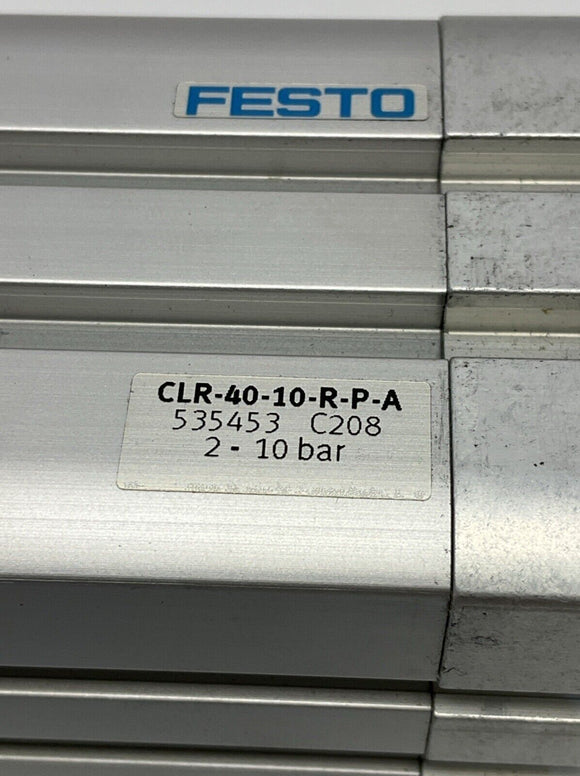 FESTO
CLR-40-10-R-P-A
535453 C208
2 - 10 bar